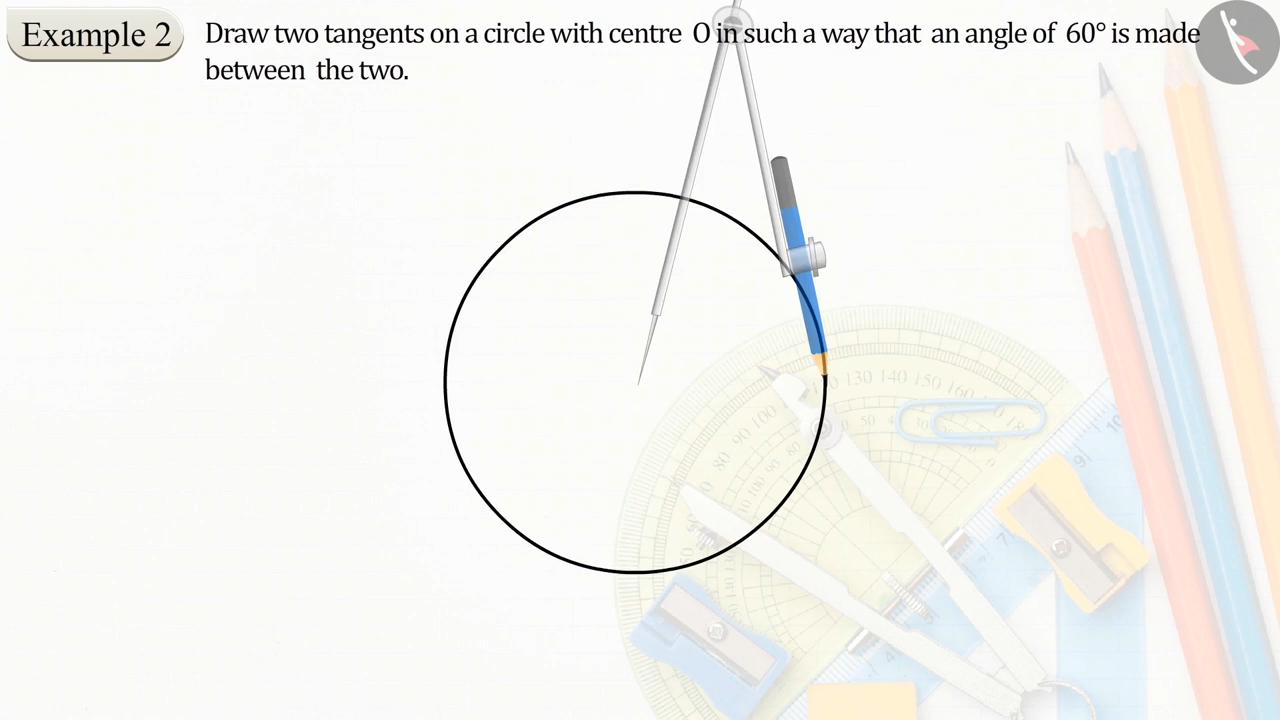 Example 2
Draw two tangents on a circle with centre O in such a way that an angle of 60° is made
between the two.